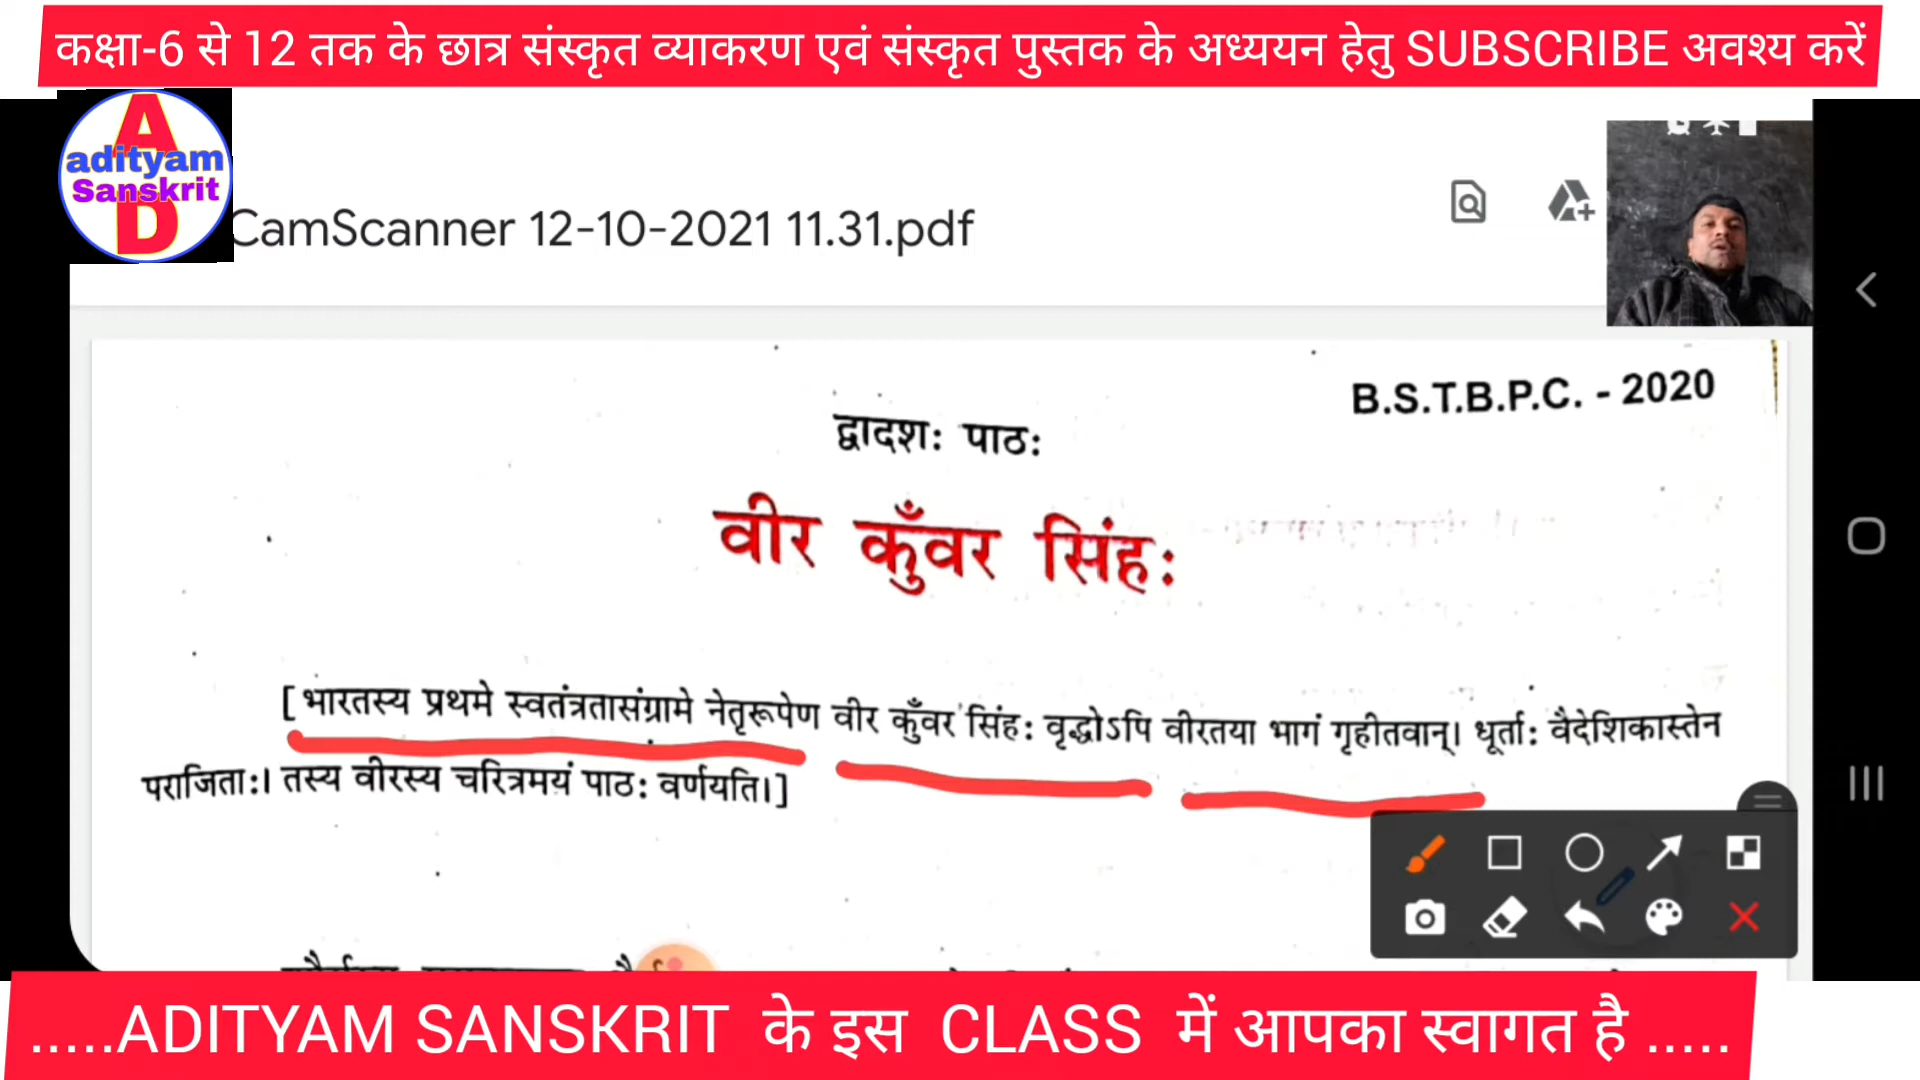 कक्षा-6 से 12 तक के छात्र संस्कृत व्याकरण एवं संस्कृत पुस्तक के अध्ययन हेतु SUBSCRIBE अवश्य करें
A
adityam
Sanskrit
D
CamScanner 12-10-2021 11.31.pdf
B.S.T.B.P.C. - 2020
द्वादशः पाठः
वीर कुँवर सिंहः
[ भारतस्य प्रथमे स्वतंत्रतासंग्रामे नेतृरूपेण वीर कुँवर सिंहः वृद्धोऽपि वीरतया भागं गृहीतवान्। धूर्ताः वैदेशिकास्तेन
पराजिताः। तस्य वीरस्य चरित्रमयं पाठः वर्णयति।]
.....ADITYAM SANSKRIT के इस CLASS में आपका स्वागत है .....